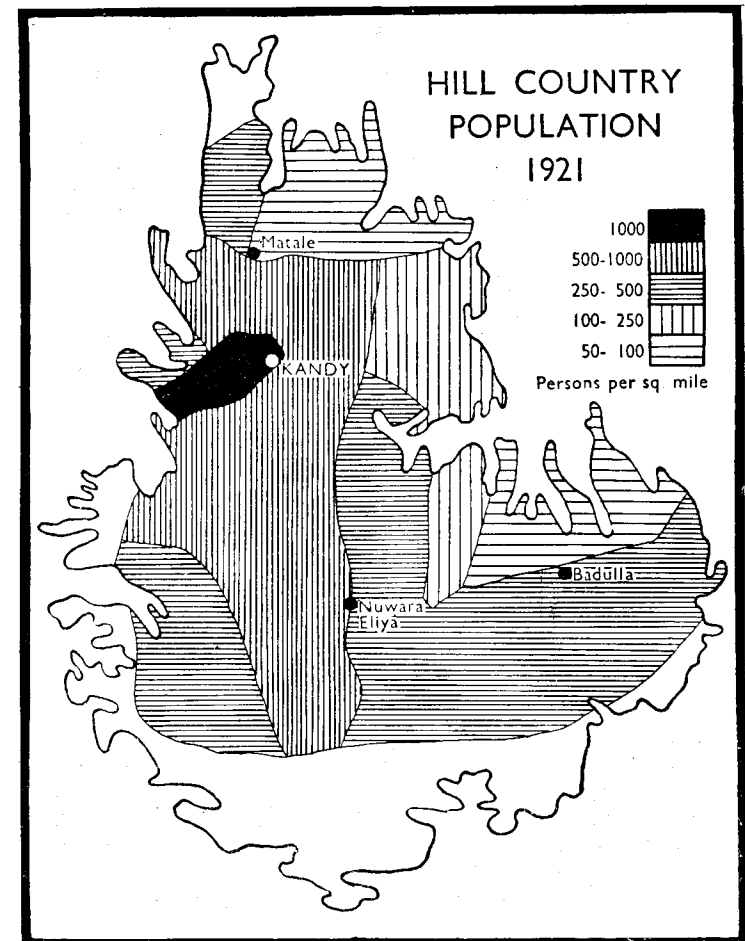 HILL COUNTRY
POPULATION
1921
1000
500-1000
250- 500
100- 250
50- 100
Persons per sq. mile
Matale
KANDY
Badulla
Nuwara
Eliya